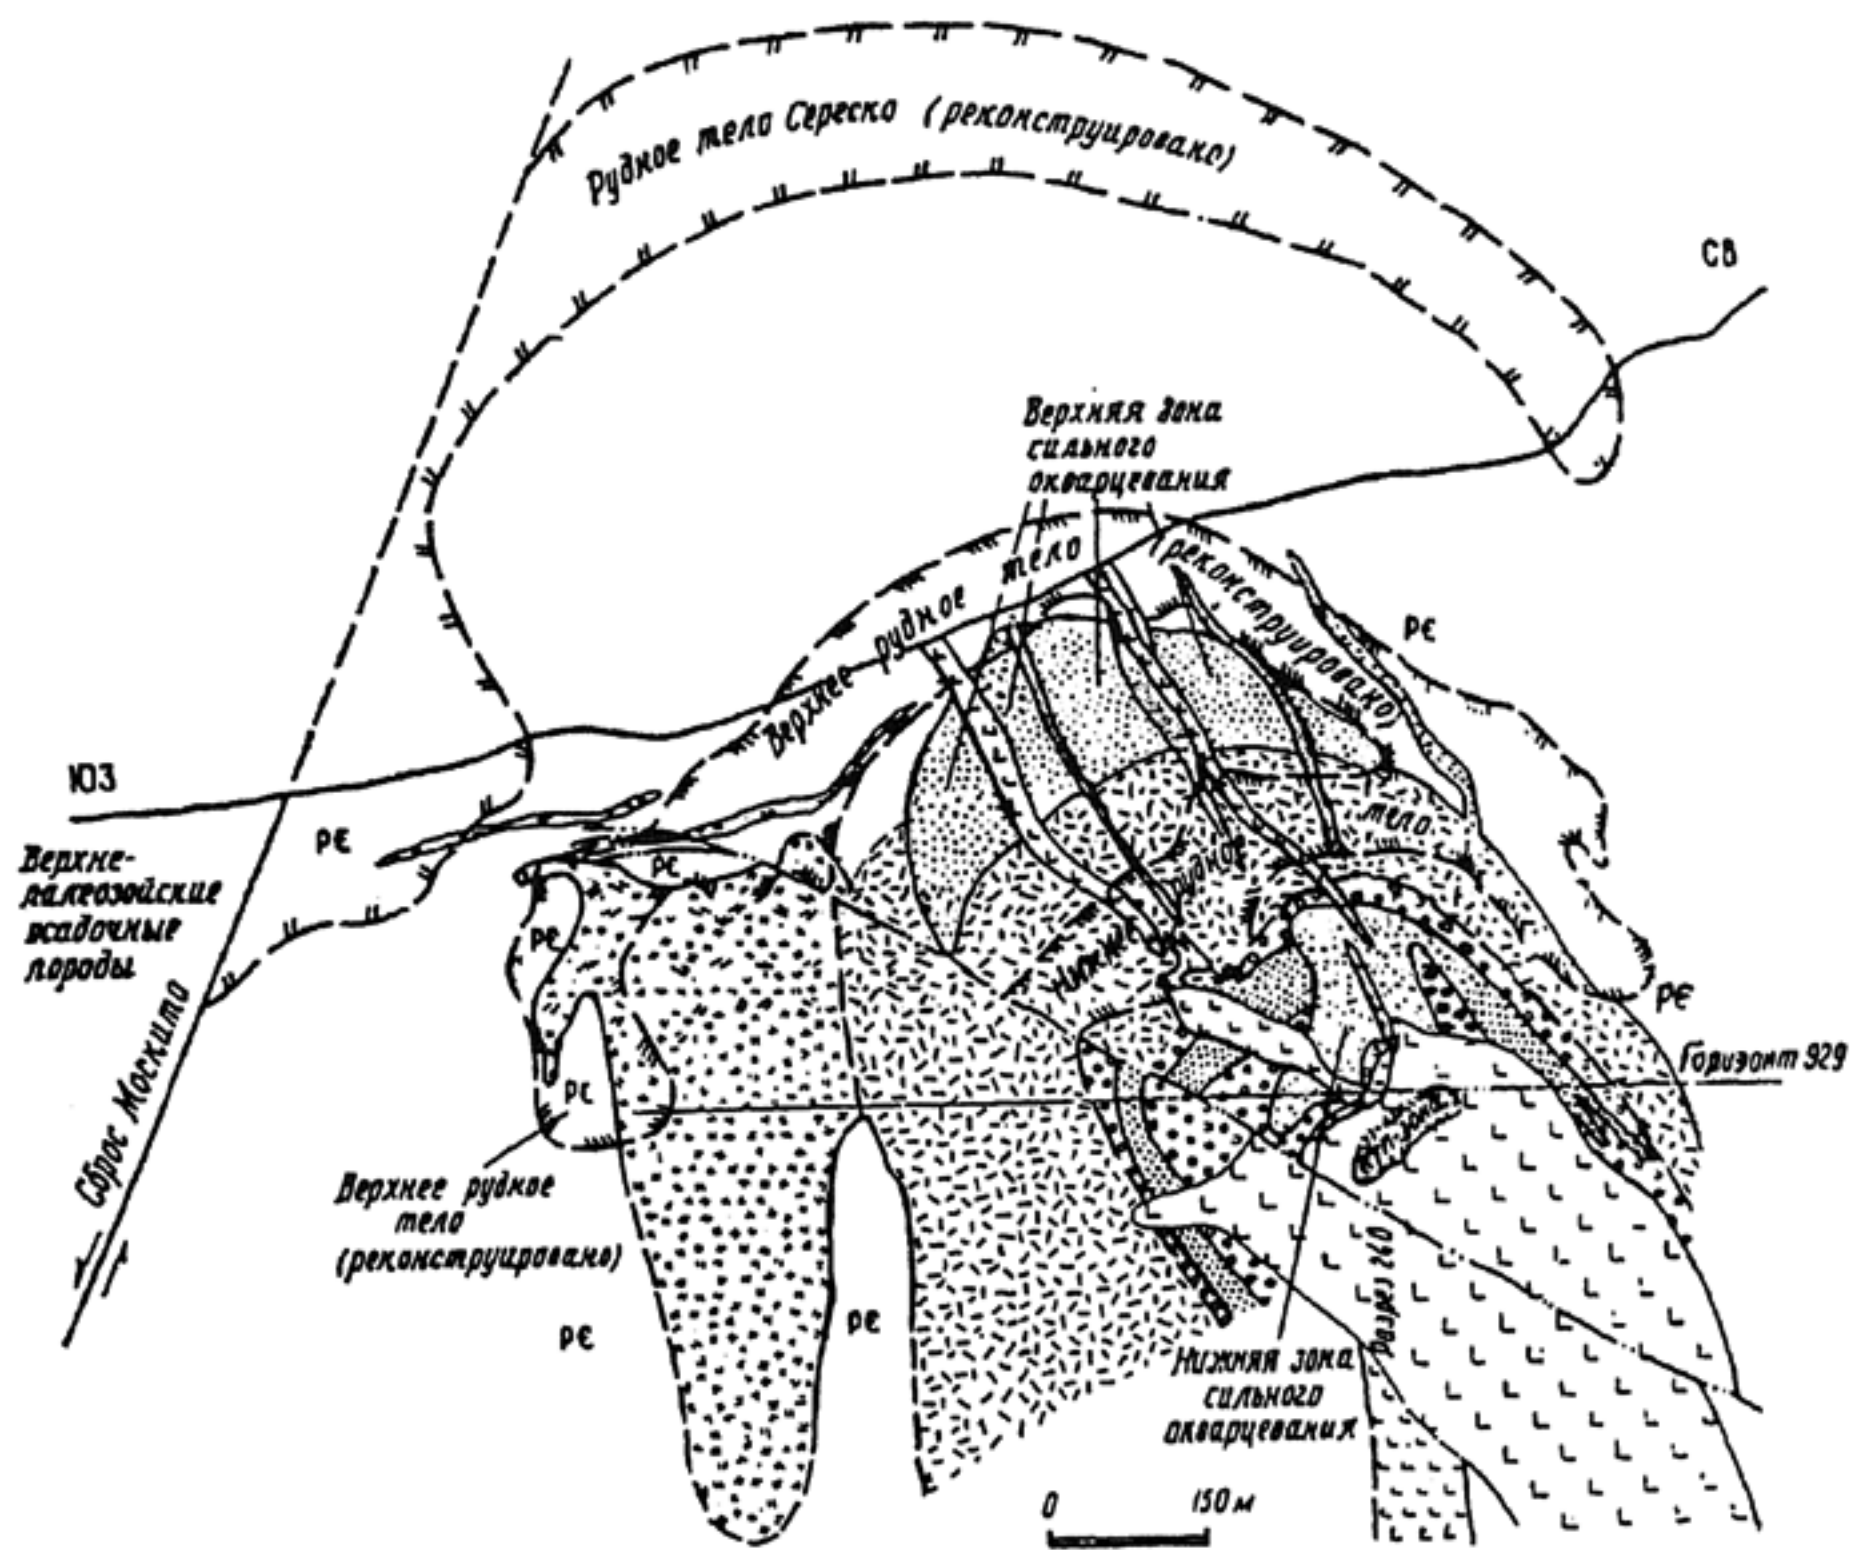 Рудное тело Сереско (реконструировано)
СВ
Верхняя зона
сильного
окварцевания
Верхнее рудное тело (реконструировано)
РЄ
ЮЗ
РЄ
Верхне-
палеозойские
осадочные
породы
РЄ
РЄ
РЄ
Нижнее рудное тело
РЄ
Горизонт 929
Сброс Москито
Верхнее рудное
тело
(реконструировано)
РЄ
РЄ
Разрез 260
Нижняя зона
сильного
окварцевания
0 150 м